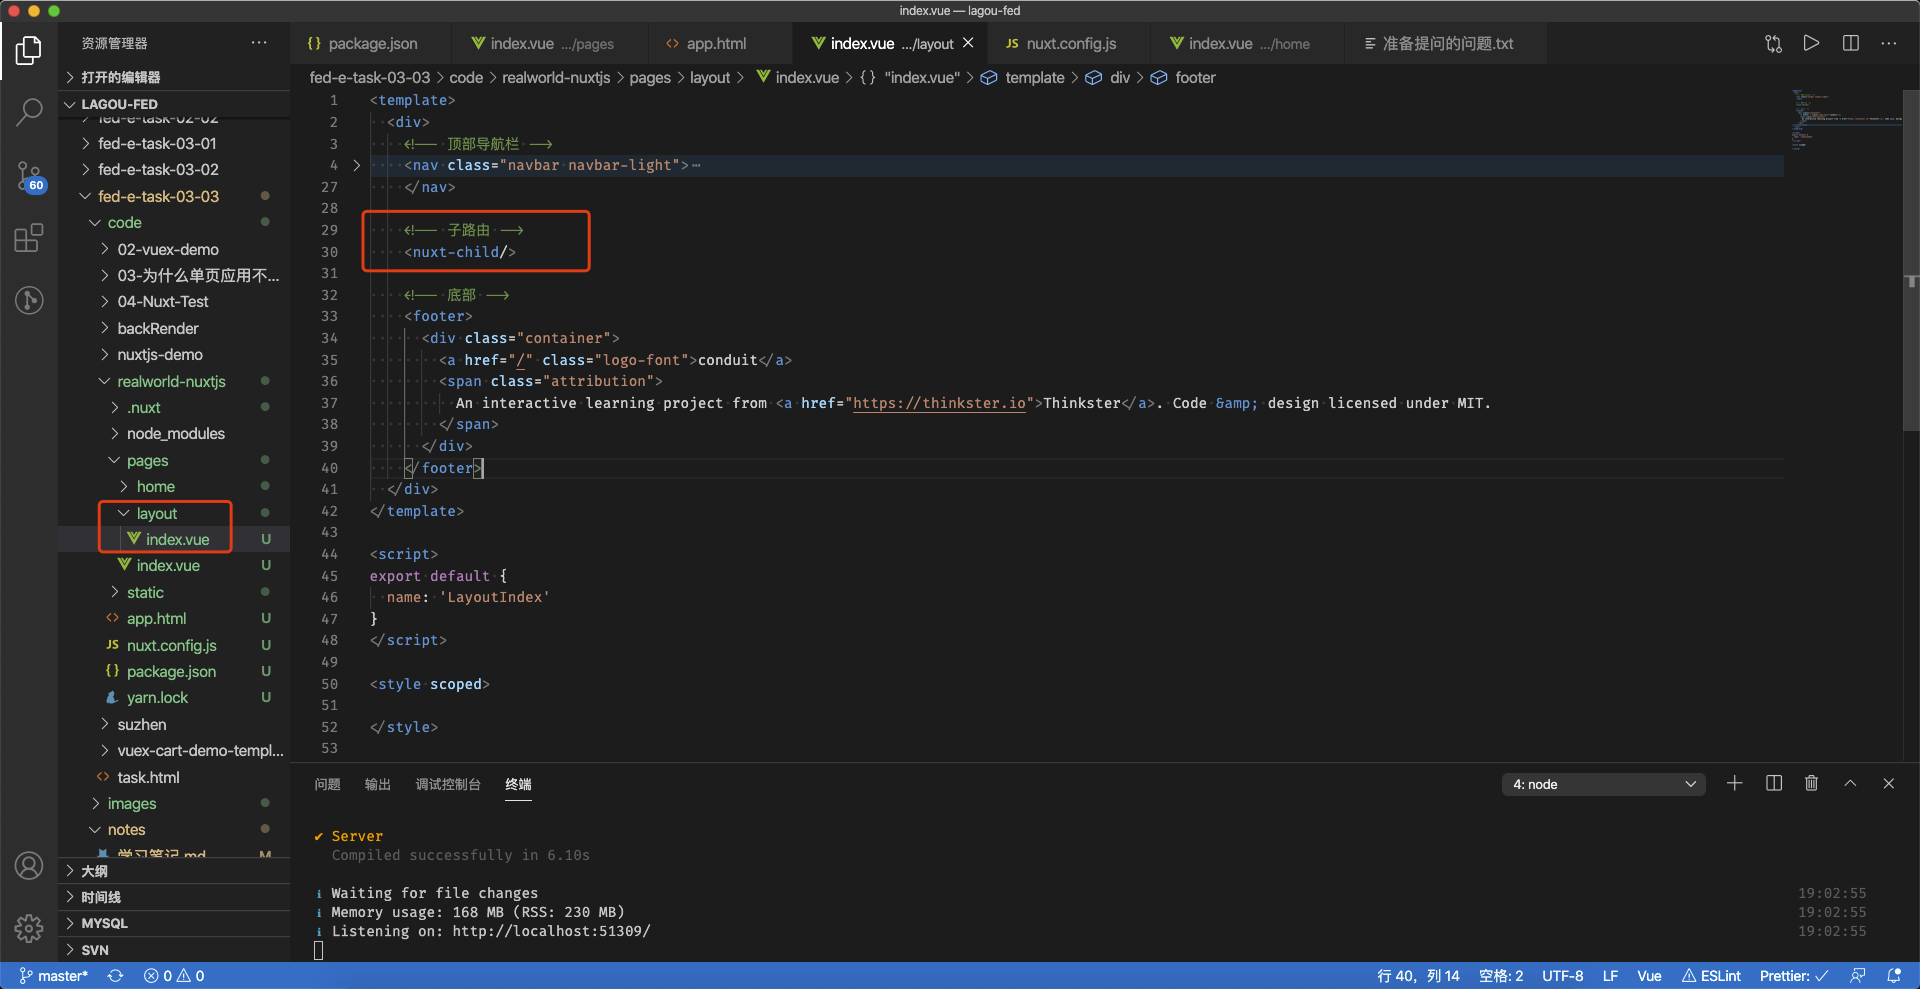 index.vue — lagou-fed
资源管理器
package.json
index.vue .../pages
app.html
index.vue .../layout
nuxt.config.js
index.vue .../home
准备提问的问题.txt
打开的编辑器
LAGOU-FED
fed-e-task-02-02
fed-e-task-03-01
fed-e-task-03-02
fed-e-task-03-03
code
02-vuex-demo
03-为什么单页应用不...
04-Nuxt-Test
backRender
nuxtjs-demo
realworld-nuxtjs
.nuxt
node_modules
pages
home
layout
index.vue U
index.vue U
static
app.html U
nuxt.config.js U
package.json U
yarn.lock U
suzhen
vuex-cart-demo-templ...
task.html
images
notes
学习笔记.md M
大纲
时间线
MYSQL
SVN
60
fed-e-task-03-03 > code > realworld-nuxtjs > pages > layout > index.vue > {} "index.vue" > template > div > footer
1 <template>
2 <div>
3 <!-- 顶部导航栏 -->
4 <nav class="navbar navbar-light">…
27 </nav>
28
29 <!-- 子路由 -->
30 <nuxt-child/>
31
32 <!-- 底部 -->
33 <footer>
34 <div class="container">
35 <a href="/" class="logo-font">conduit</a>
36 <span class="attribution">
37 An interactive learning project from <a href="https://thinkster.io">Thinkster</a>. Code &amp; design licensed under MIT.
38 </span>
39 </div>
40 </footer>
41 </div>
42 </template>
43
44 <script>
45 export default {
46 name: 'LayoutIndex'
47 }
48 </script>
49
50 <style scoped>
51
52 </style>
53
问题 输出 调试控制台 终端
4: node
✔ Server
Compiled successfully in 6.10s
ℹ Waiting for file changes 19:02:55
ℹ Memory usage: 168 MB (RSS: 230 MB) 19:02:55
ℹ Listening on: http://localhost:51309/ 19:02:55
master* 0 0 行 40，列 14 空格: 2 UTF-8 LF Vue ESLint Prettier: ✓